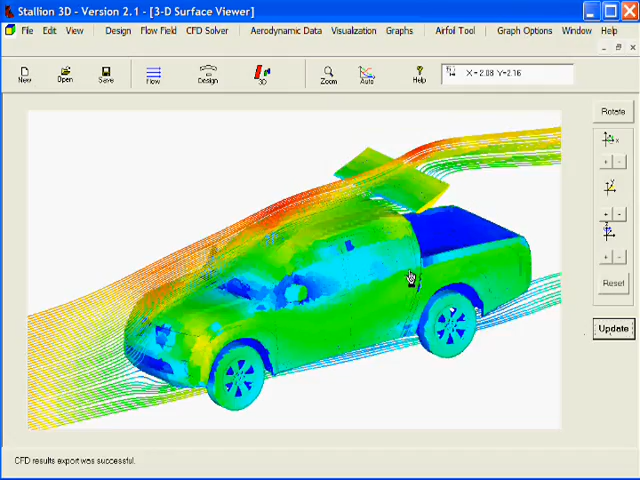 Stallion 3D - Version 2.1 - [3-D Surface Viewer]
File Edit View Design Flow Field CFD Solver Aerodynamic Data Visualization Graphs Airfoil Tool Graph Options Window Help
New Open Save Flow Design 3D Zoom Auto Help X = 2.08 Y=2.16
Rotate
x
+ -
Y
+ -
z
+ -
Reset
Update
CFD results export was successful.